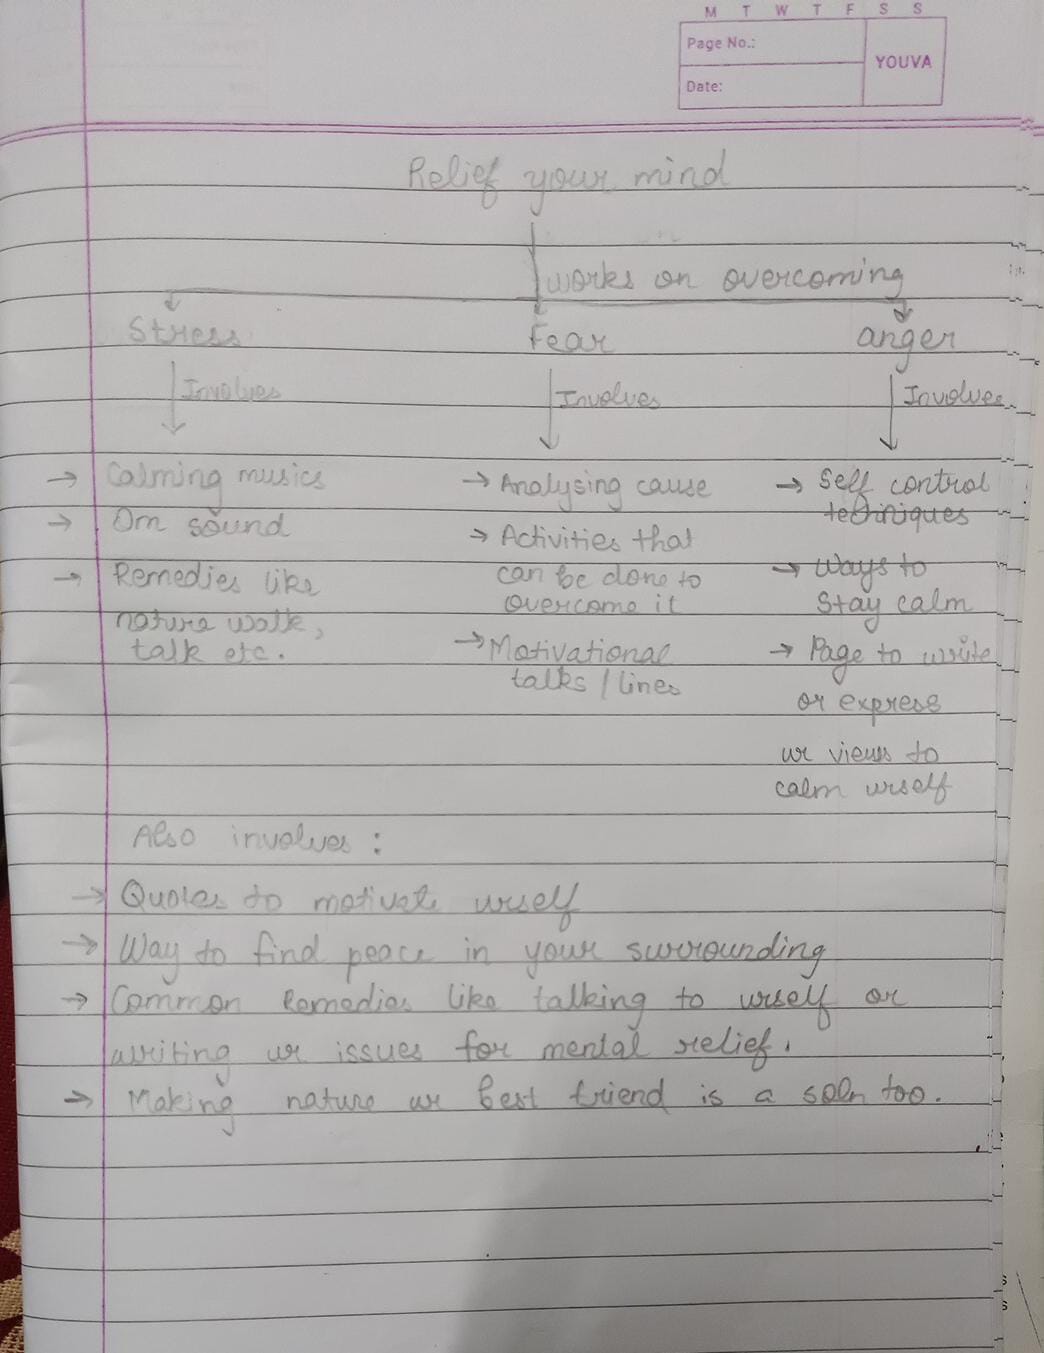 M T W T F S S
Page No.:
YOUVA
Date:
Relief your mind
works on overcoming
Stress
Fear
anger
Involves
Involves
Involves
→ Calming musics
→ Om sound
→ Remedies like
nature walk,
talk etc.
→ Analysing cause
→ Activities that
can be done to
overcome it
→ Motivational
talks / lines
→ Self control
techniques
→ Ways to
Stay calm
→ Page to write
or express
ur views to
calm urself
Also involves :
→ Quotes to motivate urself
→ Way to find peace in your surrounding
→ Common Remedies like talking to urself or
writing ur issues for mental relief.
→ Making nature ur best friend is a soln too.